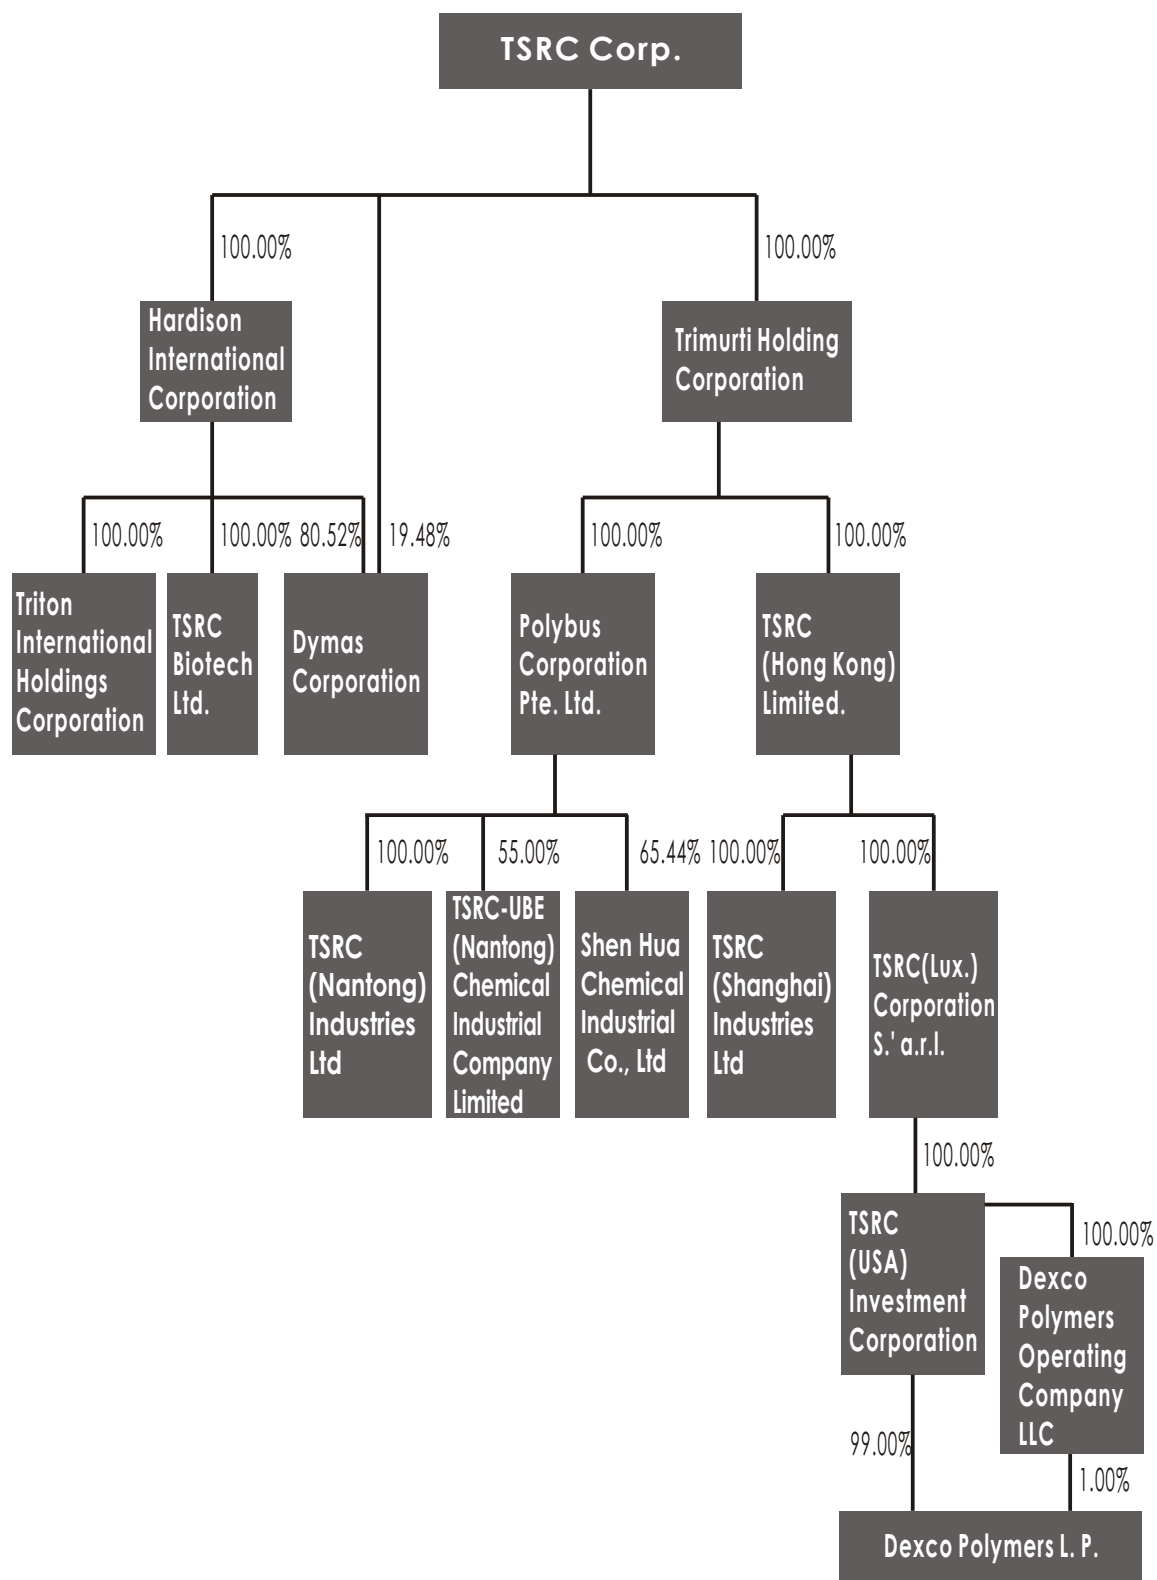 TSRC Corp.
100.00%
100.00%
Hardison
International
Corporation
Trimurti Holding
Corporation
100.00%
100.00%
80.52%
19.48%
100.00%
100.00%
Triton
International
Holdings
Corporation
TSRC
Biotech
Ltd.
Dymas
Corporation
Polybus
Corporation
Pte. Ltd.
TSRC
(Hong Kong)
Limited.
100.00%
55.00%
65.44%
100.00%
100.00%
TSRC
(Nantong)
Industries
Ltd
TSRC-UBE
(Nantong)
Chemical
Industrial
Company
Limited
Shen Hua
Chemical
Industrial
Co., Ltd
TSRC
(Shanghai)
Industries
Ltd
TSRC(Lux.)
Corporation
S.' a.r.l.
100.00%
TSRC
(USA)
Investment
Corporation
100.00%
Dexco
Polymers
Operating
Company
LLC
99.00%
1.00%
Dexco Polymers L. P.